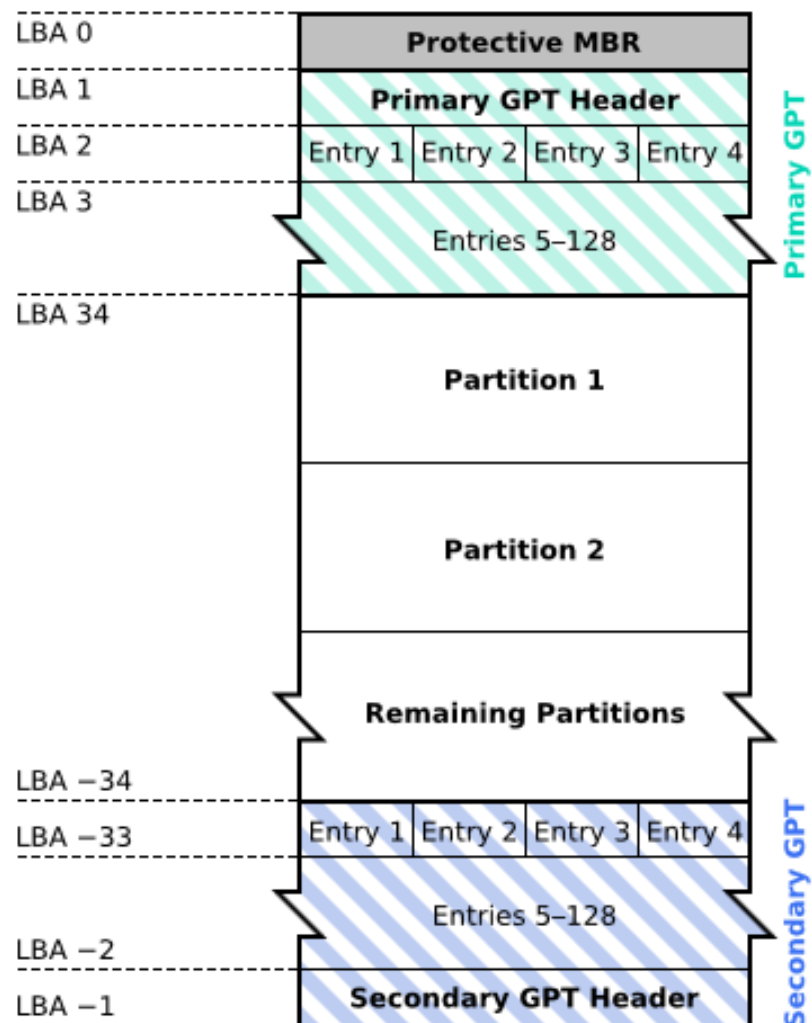 LBA 0
Protective MBR
LBA 1
Primary GPT Header
LBA 2
Entry 1 Entry 2 Entry 3 Entry 4
LBA 3
Entries 5–128
Primary GPT
LBA 34
Partition 1
Partition 2
Remaining Partitions
LBA −34
LBA −33
Entry 1 Entry 2 Entry 3 Entry 4
Entries 5–128
LBA −2
LBA −1
Secondary GPT Header
Secondary GPT